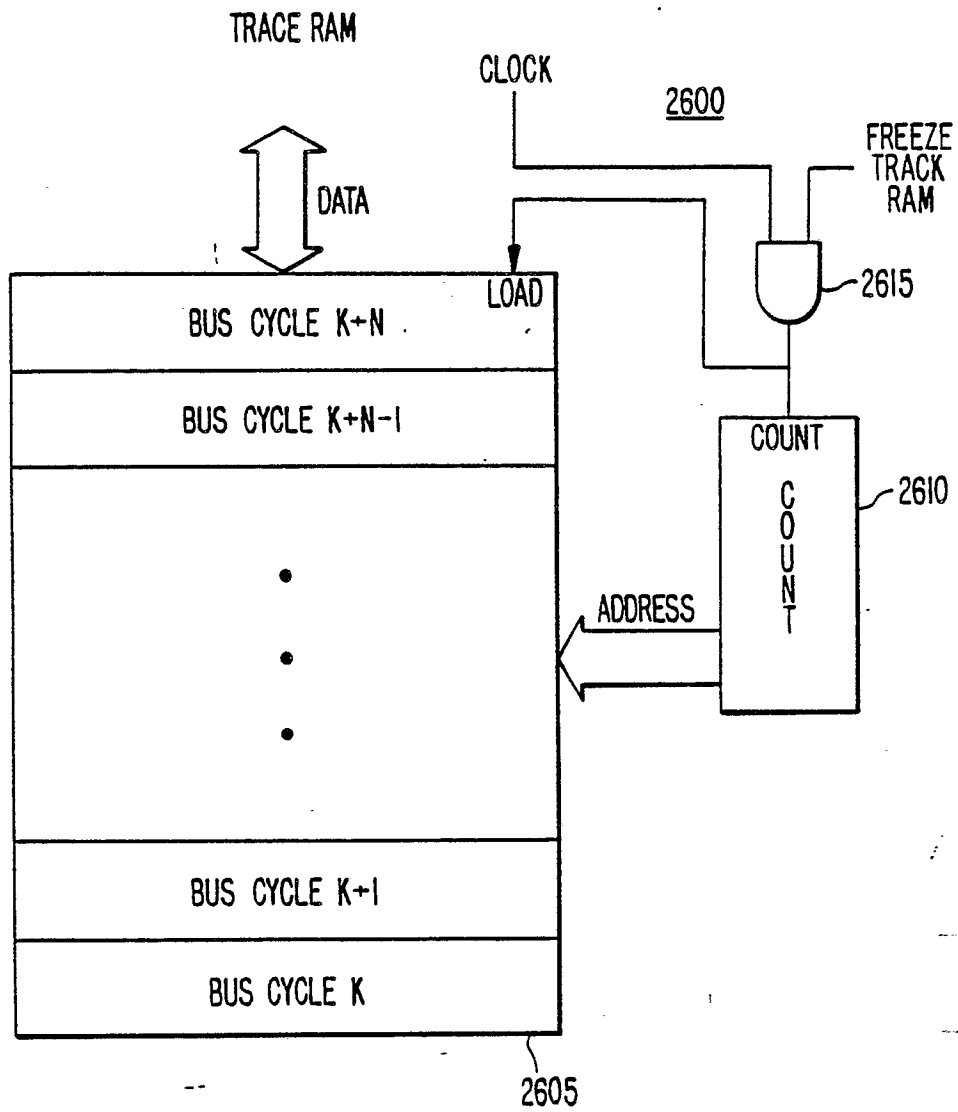 TRACE RAM
CLOCK
2600
FREEZE
TRACK
RAM
DATA
LOAD
2615
BUS CYCLE K+N
BUS CYCLE K+N-1
COUNT
COUNT
2610
ADDRESS
BUS CYCLE K+1
BUS CYCLE K
2605